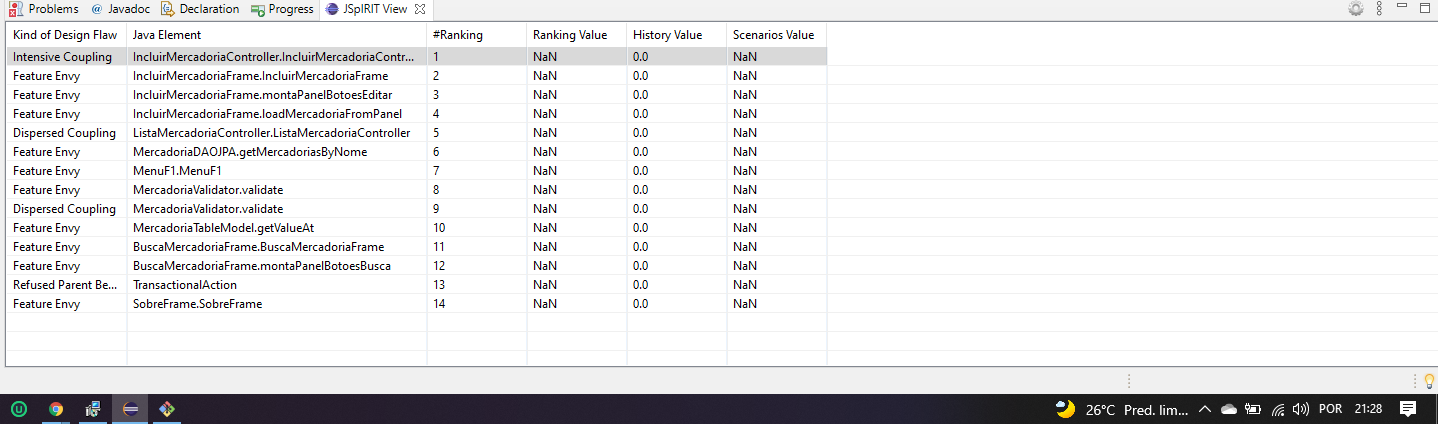 Problems @ Javadoc Declaration Progress JSpIRIT View
Kind of Design Flaw Java Element #Ranking Ranking Value History Value Scenarios Value
Intensive Coupling IncluirMercadoriaController.IncluirMercadoriaContr... 1 NaN 0.0 NaN
Feature Envy IncluirMercadoriaFrame.IncluirMercadoriaFrame 2 NaN 0.0 NaN
Feature Envy IncluirMercadoriaFrame.montaPanelBotoesEditar 3 NaN 0.0 NaN
Feature Envy IncluirMercadoriaFrame.loadMercadoriaFromPanel 4 NaN 0.0 NaN
Dispersed Coupling ListaMercadoriaController.ListaMercadoriaController 5 NaN 0.0 NaN
Feature Envy MercadoriaDAOJPA.getMercadoriasByNome 6 NaN 0.0 NaN
Feature Envy MenuF1.MenuF1 7 NaN 0.0 NaN
Feature Envy MercadoriaValidator.validate 8 NaN 0.0 NaN
Dispersed Coupling MercadoriaValidator.validate 9 NaN 0.0 NaN
Feature Envy MercadoriaTableModel.getValueAt 10 NaN 0.0 NaN
Feature Envy BuscaMercadoriaFrame.BuscaMercadoriaFrame 11 NaN 0.0 NaN
Feature Envy BuscaMercadoriaFrame.montaPanelBotoesBusca 12 NaN 0.0 NaN
Refused Parent Be... TransactionalAction 13 NaN 0.0 NaN
Feature Envy SobreFrame.SobreFrame 14 NaN 0.0 NaN
26°C Pred. lim... POR 21:28